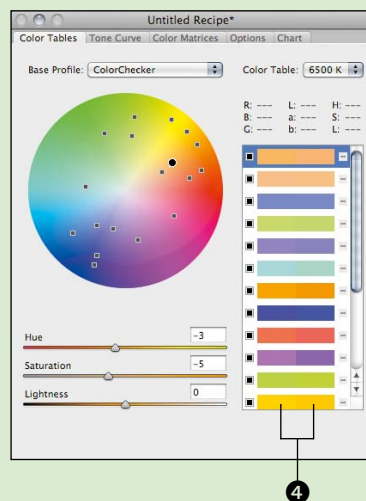 Untitled Recipe*
Color Tables Tone Curve Color Matrices Options Chart
Base Profile: ColorChecker Color Table: 6500 K
R: --- L: --- H: ---
B: --- a: --- S: ---
G: --- b: --- L: ---
Hue -3
Saturation -5
Lightness 0
4